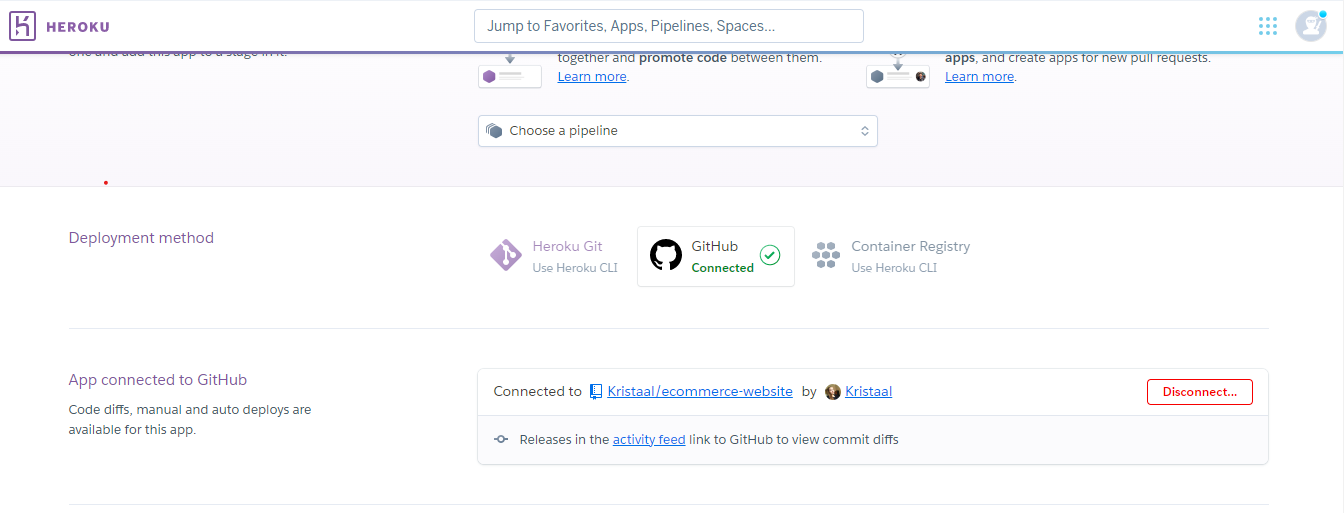 HEROKU
Jump to Favorites, Apps, Pipelines, Spaces...
one and add this app to a stage in it.
together and promote code between them.
Learn more.
apps, and create apps for new pull requests.
Learn more.
Choose a pipeline
Deployment method
Heroku Git
Use Heroku CLI
GitHub
Connected
Container Registry
Use Heroku CLI
App connected to GitHub
Code diffs, manual and auto deploys are
available for this app.
Connected to Kristaal/ecommerce-website by Kristaal
Disconnect...
Releases in the activity feed link to GitHub to view commit diffs